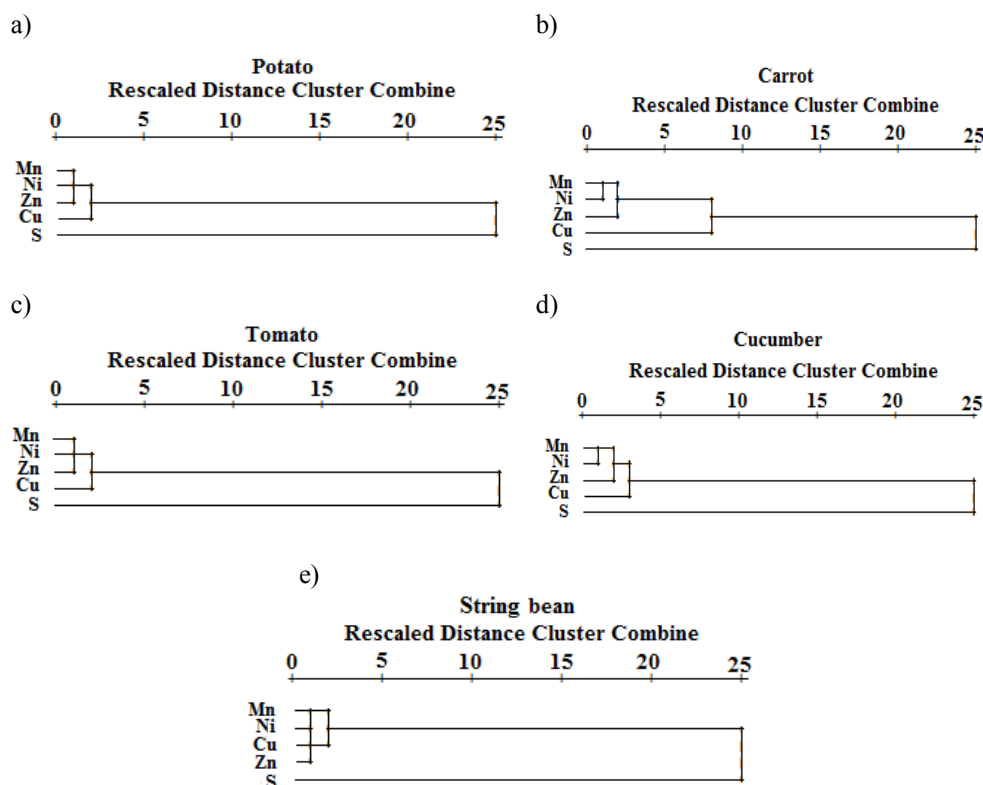 a)
Potato
Rescaled Distance Cluster Combine
0 5 10 15 20 25
Mn
Ni
Zn
Cu
S
b)
Carrot
Rescaled Distance Cluster Combine
0 5 10 15 20 25
Mn
Ni
Zn
Cu
S
c)
Tomato
Rescaled Distance Cluster Combine
0 5 10 15 20 25
Mn
Ni
Zn
Cu
S
d)
Cucumber
Rescaled Distance Cluster Combine
0 5 10 15 20 25
Mn
Ni
Zn
Cu
S
e)
String bean
Rescaled Distance Cluster Combine
0 5 10 15 20 25
Mn
Ni
Cu
Zn
S